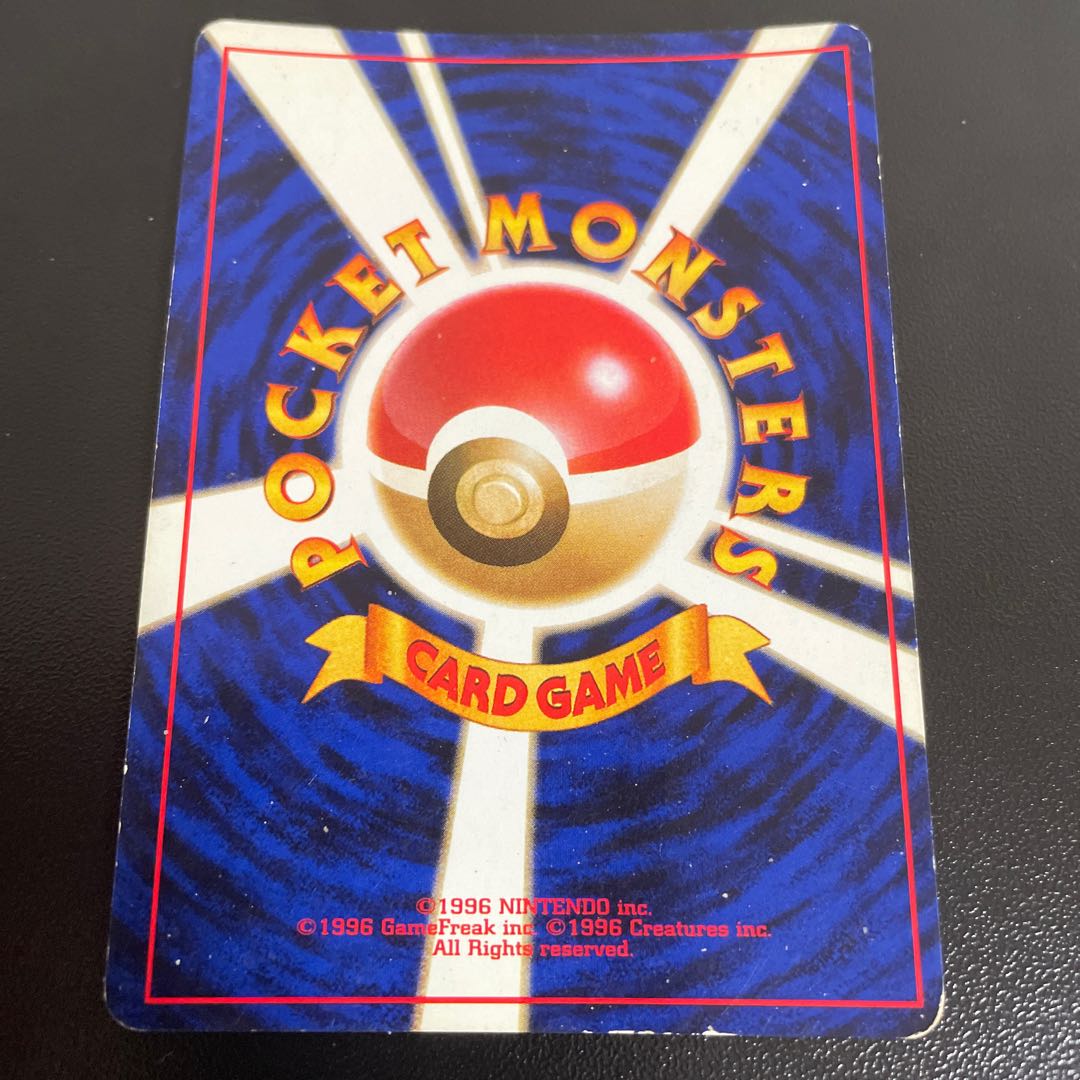 POCKET MONSTERS
CARD GAME
©1996 NINTENDO inc.
©1996 GameFreak inc. ©1996 Creatures inc.
All Rights reserved.